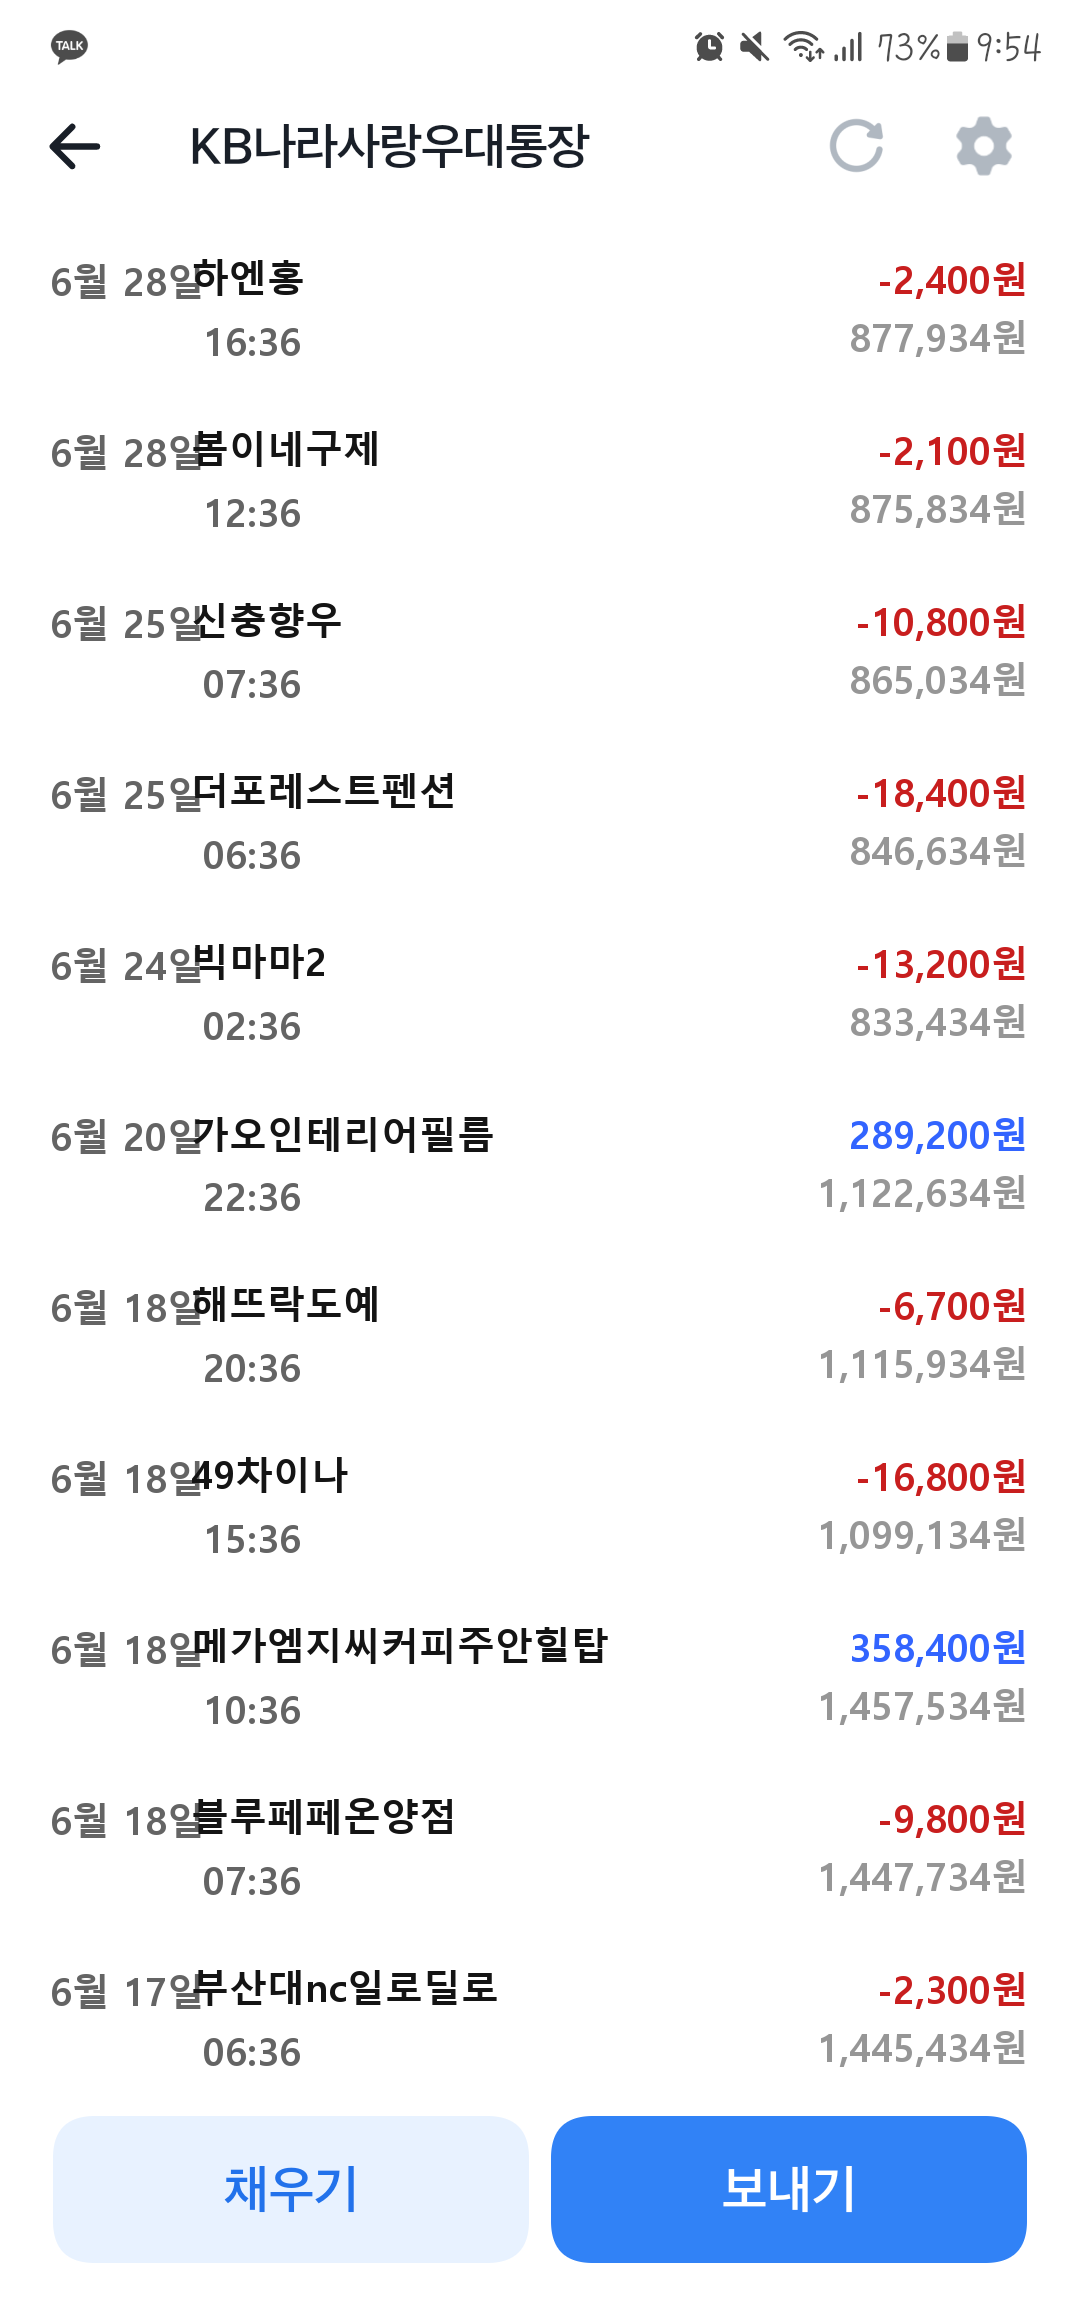 TALK
73% 9:54
KB나라사랑우대통장
6월 28일 하엔홍 -2,400원
16:36 877,934원
6월 28일 봄이네구제 -2,100원
12:36 875,834원
6월 25일 신충향우 -10,800원
07:36 865,034원
6월 25일 더포레스트펜션 -18,400원
06:36 846,634원
6월 24일 빅마마2 -13,200원
02:36 833,434원
6월 20일 가오인테리어필름 289,200원
22:36 1,122,634원
6월 18일 해뜨락도예 -6,700원
20:36 1,115,934원
6월 18일 49차이나 -16,800원
15:36 1,099,134원
6월 18일 메가엠지씨커피주안힐탑 358,400원
10:36 1,457,534원
6월 18일 블루페페온양점 -9,800원
07:36 1,447,734원
6월 17일 부산대nc일로딜로 -2,300원
06:36 1,445,434원
채우기 보내기